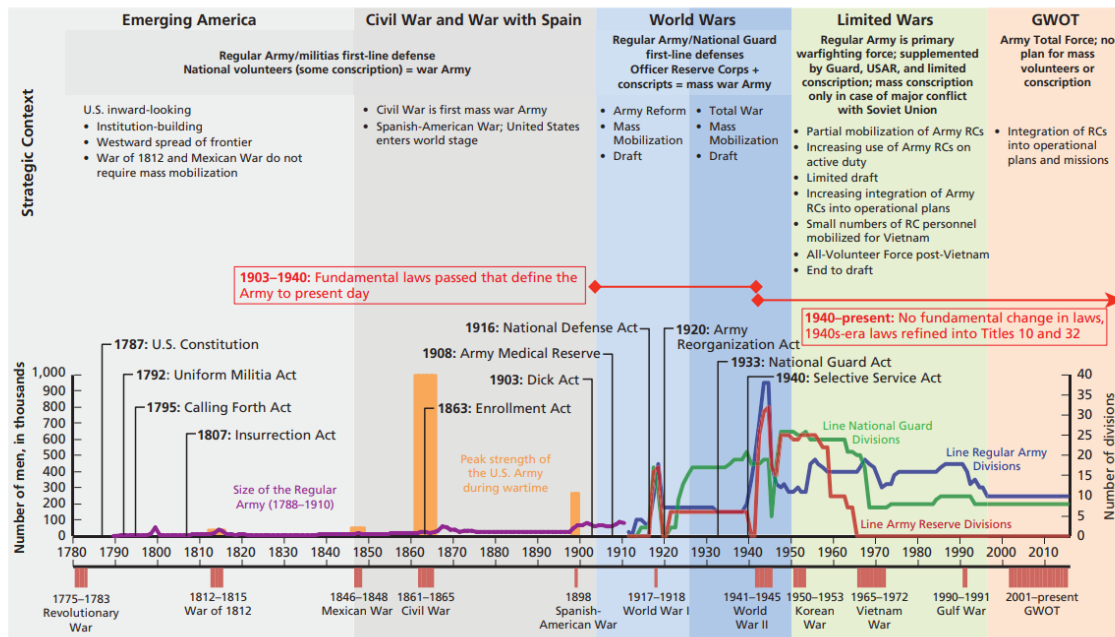 Emerging America
Civil War and War with Spain
World Wars
Limited Wars
GWOT
Strategic Context
Regular Army/militias first-line defense
National volunteers (some conscription) = war Army
Regular Army/National Guard
first-line defenses
Officer Reserve Corps +
conscripts = mass war Army
Regular Army is primary
warfighting force; supplemented
by Guard, USAR, and limited
conscription; mass conscription
only in case of major conflict
with Soviet Union
Army Total Force; no
plan for mass
volunteers or
conscription
U.S. inward-looking
• Institution-building
• Westward spread of frontier
• War of 1812 and Mexican War do not
require mass mobilization
• Civil War is first mass war Army
• Spanish-American War; United States
enters world stage
• Army Reform
• Mass
Mobilization
• Draft
• Total War
• Mass
Mobilization
• Draft
• Partial mobilization of Army RCs
• Increasing use of Army RCs on
active duty
• Limited draft
• Increasing integration of Army
RCs into operational plans
• Small numbers of RC personnel
mobilized for Vietnam
• All-Volunteer Force post-Vietnam
• End to draft
• Integration of RCs
into operational
plans and missions
1903–1940: Fundamental laws passed that define the
Army to present day
1940–present: No fundamental change in laws,
1940s-era laws refined into Titles 10 and 32
1787: U.S. Constitution
1792: Uniform Militia Act
1795: Calling Forth Act
1807: Insurrection Act
1863: Enrollment Act
1903: Dick Act
1908: Army Medical Reserve
1916: National Defense Act
1920: Army
Reorganization Act
1933: National Guard Act
1940: Selective Service Act
Number of men, in thousands
1,000
900
800
700
600
500
400
300
200
100
0
Size of the Regular
Army (1788–1910)
Peak strength of
the U.S. Army
during wartime
Line National Guard
Divisions
Line Regular Army
Divisions
Line Army Reserve Divisions
40
35
30
25
20
15
10
5
0
Number of divisions
1780 1790 1800 1810 1820 1830 1840 1850 1860 1870 1880 1890 1900 1910 1920 1930 1940 1950 1960 1970 1980 1990 2000 2010
1775–1783
Revolutionary
War
1812–1815
War of 1812
1846–1848
Mexican War
1861–1865
Civil War
1898
Spanish-
American War
1917–1918
World War I
1941–1945
World
War II
1950–1953
Korean
War
1965–1972
Vietnam
War
1990–1991
Gulf War
2001–present
GWOT